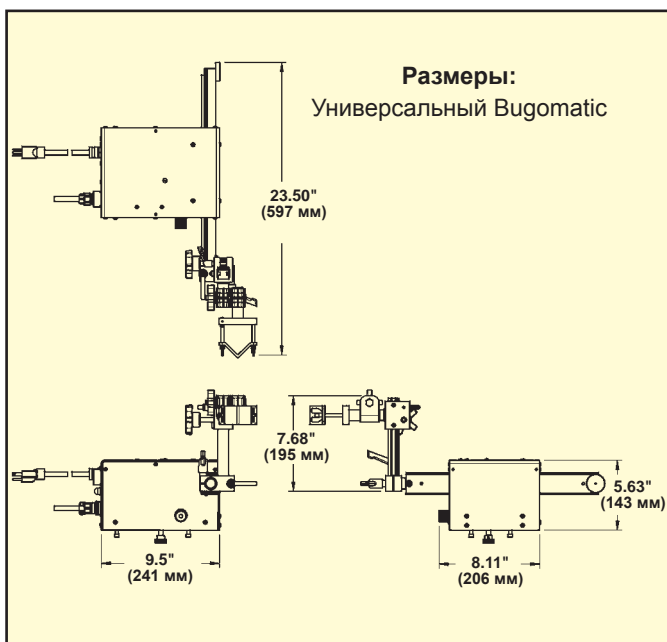 Размеры:
Универсальный Bugomatic
23.50"
(597 мм)
7.68"
(195 мм)
5.63"
(143 мм)
9.5"
(241 мм)
8.11"
(206 мм)